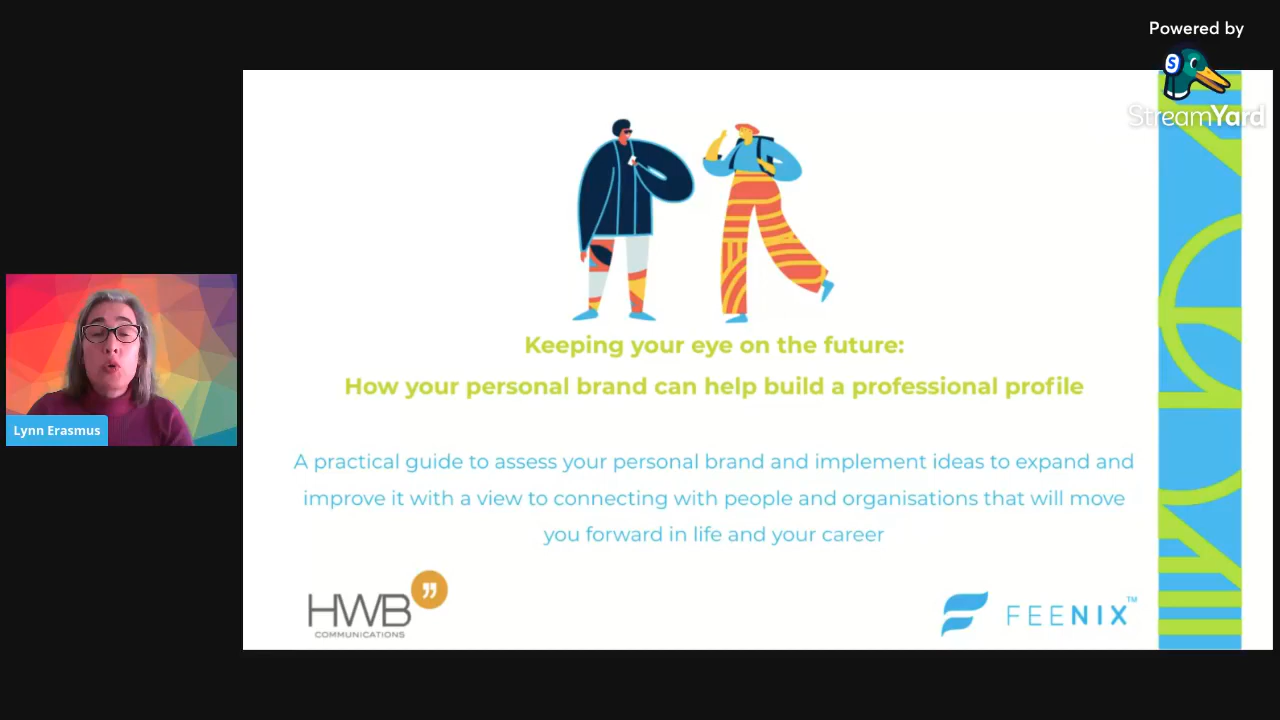 Powered by
S
StreamYard
Keeping your eye on the future:
How your personal brand can help build a professional profile
A practical guide to assess your personal brand and implement ideas to expand and
improve it with a view to connecting with people and organisations that will move
you forward in life and your career
Lynn Erasmus
HWB ”
COMMUNICATIONS
FEENIX™